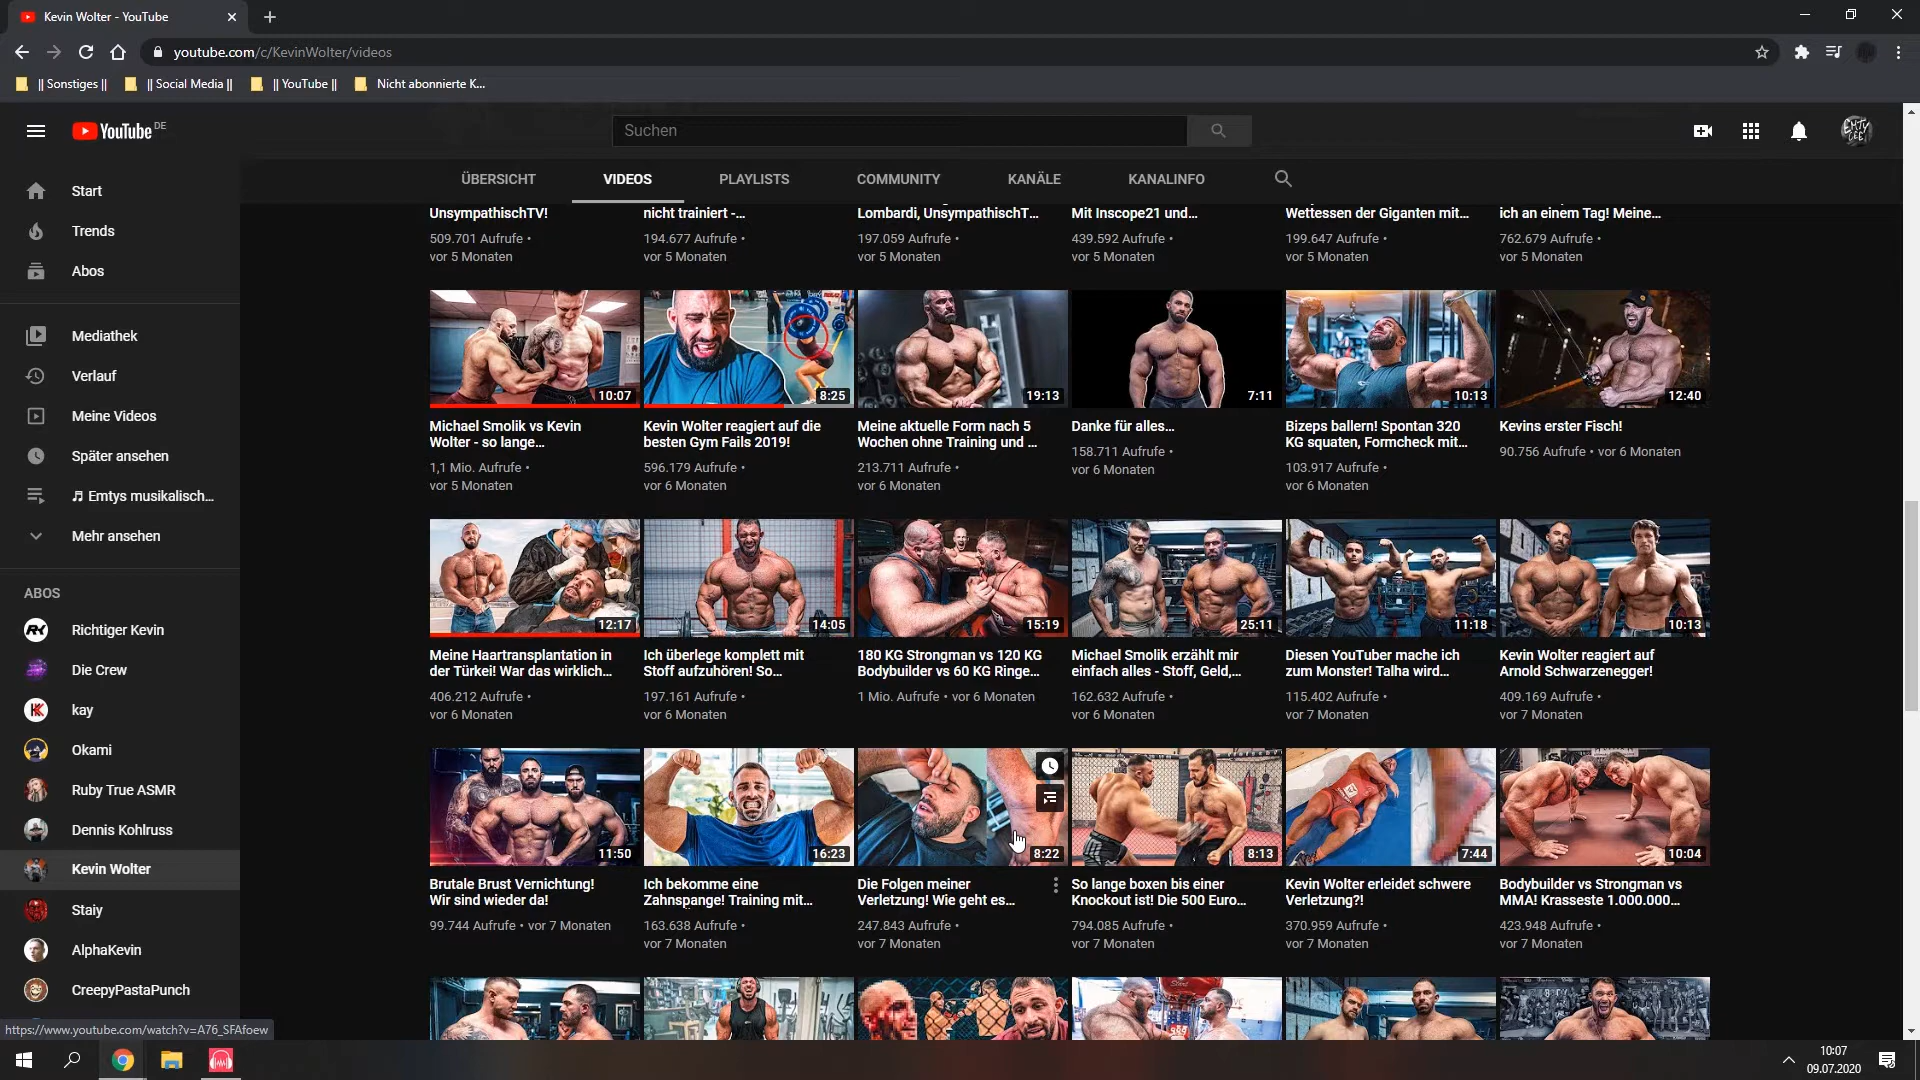 Kevin Wolter - YouTube
youtube.com/c/KevinWolter/videos
|| Sonstiges ||
|| Social Media ||
|| YouTube ||
Nicht abonnierte K...
YouTube DE
Suchen
ÜBERSICHT
VIDEOS
PLAYLISTS
COMMUNITY
KANÄLE
KANALINFO
Start
Trends
Abos
Mediathek
Verlauf
Meine Videos
Später ansehen
♬ Emtys musikalisch...
Mehr ansehen
ABOS
Richtiger Kevin
Die Crew
kay
Okami
Ruby True ASMR
Dennis Kohlruss
Kevin Wolter
Staiy
AlphaKevin
CreepyPastaPunch
UnsympathischTV!
509.701 Aufrufe •
vor 5 Monaten
nicht trainiert -...
194.677 Aufrufe •
vor 5 Monaten
Lombardi, UnsympathischT...
197.059 Aufrufe •
vor 5 Monaten
Mit Inscope21 und...
439.592 Aufrufe •
vor 5 Monaten
Wettessen der Giganten mit...
199.647 Aufrufe •
vor 5 Monaten
ich an einem Tag! Meine...
762.679 Aufrufe •
vor 5 Monaten
10:07
Michael Smolik vs Kevin
Wolter - so lange...
1,1 Mio. Aufrufe •
vor 5 Monaten
8:25
Kevin Wolter reagiert auf die
besten Gym Fails 2019!
596.179 Aufrufe •
vor 6 Monaten
19:13
Meine aktuelle Form nach 5
Wochen ohne Training und ...
213.711 Aufrufe •
vor 6 Monaten
7:11
Danke für alles...
158.711 Aufrufe •
vor 6 Monaten
10:13
Bizeps ballern! Spontan 320
KG squaten, Formcheck mit...
103.917 Aufrufe •
vor 6 Monaten
12:40
Kevins erster Fisch!
90.756 Aufrufe • vor 6 Monaten
12:17
Meine Haartransplantation in
der Türkei! War das wirklich...
406.212 Aufrufe •
vor 6 Monaten
14:05
Ich überlege komplett mit
Stoff aufzuhören! So...
197.161 Aufrufe •
vor 6 Monaten
15:19
180 KG Strongman vs 120 KG
Bodybuilder vs 60 KG Ringe...
1 Mio. Aufrufe • vor 6 Monaten
25:11
Michael Smolik erzählt mir
einfach alles - Stoff, Geld,...
162.632 Aufrufe •
vor 6 Monaten
11:18
Diesen YouTuber mache ich
zum Monster! Talha wird...
115.402 Aufrufe •
vor 7 Monaten
10:13
Kevin Wolter reagiert auf
Arnold Schwarzenegger!
409.169 Aufrufe •
vor 7 Monaten
11:50
Brutale Brust Vernichtung!
Wir sind wieder da!
99.744 Aufrufe • vor 7 Monaten
16:23
Ich bekomme eine
Zahnspange! Training mit...
163.638 Aufrufe •
vor 7 Monaten
8:22
Die Folgen meiner
Verletzung! Wie geht es...
247.843 Aufrufe •
vor 7 Monaten
8:13
So lange boxen bis einer
Knockout ist! Die 500 Euro...
794.085 Aufrufe •
vor 7 Monaten
7:44
Kevin Wolter erleidet schwere
Verletzung?!
370.959 Aufrufe •
vor 7 Monaten
10:04
Bodybuilder vs Strongman vs
MMA! Krasseste 1.000.000...
423.948 Aufrufe •
vor 7 Monaten
https://www.youtube.com/watch?v=A76_SFAfoew
10:07
09.07.2020